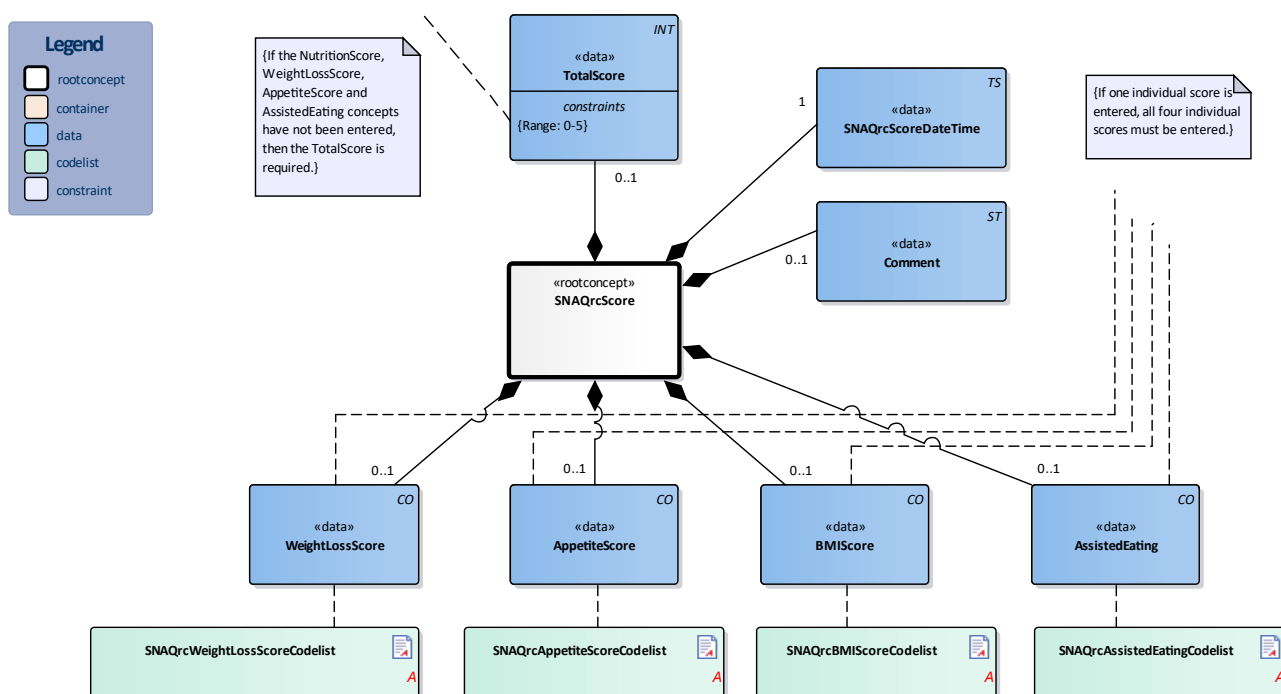 Legend
rootconcept
container
data
codelist
constraint
{If the NutritionScore,
WeightLossScore,
AppetiteScore and
AssistedEating concepts
have not been entered,
then the TotalScore is
required.}
INT
«data»
TotalScore
constraints
{Range: 0-5}
0..1
TS
«data»
SNAQrcScoreDateTime
1
{If one individual score is
entered, all four individual
scores must be entered.}
ST
«data»
Comment
0..1
«rootconcept»
SNAQrcScore
0..1
0..1
0..1
0..1
CO
«data»
WeightLossScore
CO
«data»
AppetiteScore
CO
«data»
BMIScore
CO
«data»
AssistedEating
SNAQrcWeightLossScoreCodelist
A
SNAQrcAppetiteScoreCodelist
A
SNAQrcBMIScoreCodelist
A
SNAQrcAssistedEatingCodelist
A